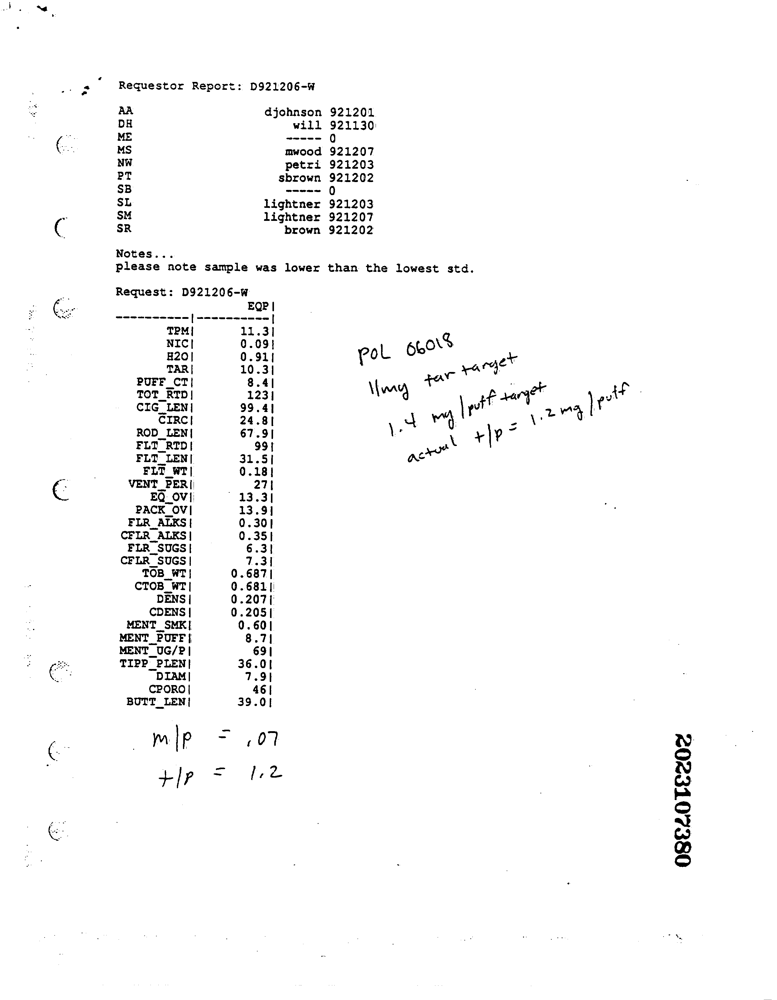 Requestor Report: D921206-W
AA djohnson 921201
DH will 921130
ME ----- 0
MS mwood 921207
NW petri 921203
PT sbrown 921202
SB ----- 0
SL lightner 921203
SM lightner 921207
SR brown 921202
Notes...
please note sample was lower than the lowest std.
Request: D921206-W
EQP|
----------|----------|
TPM| 11.3|
NIC| 0.09|
H2O| 0.91|
TAR| 10.3|
PUFF_CT| 8.4|
TOT_RTD| 123|
CIG_LEN| 99.4|
CIRC| 24.8|
ROD_LEN| 67.9|
FLT_RTD| 99|
FLT_LEN| 31.5|
FLT_WT| 0.18|
VENT_PER| 27|
EQ_OV| 13.3|
PACK_OV| 13.9|
FLR_ALKS| 0.30|
CFLR_ALKS| 0.35|
FLR_SUGS| 6.3|
CFLR_SUGS| 7.3|
TOB_WT| 0.687|
CTOB_WT| 0.681|
DENS| 0.207|
CDENS| 0.205|
MENT_SMK| 0.60|
MENT_PUFF| 8.7|
MENT_UG/P| 69|
TIPP_PLEN| 36.0|
DIAM| 7.9|
CPORO| 46|
BUTT_LEN| 39.0|
POL 06018
11mg tar target
1.4 mg/puff target
actual t/p = 1.2 mg/puff
m/p = .07
t/p = 1.2
2023107380